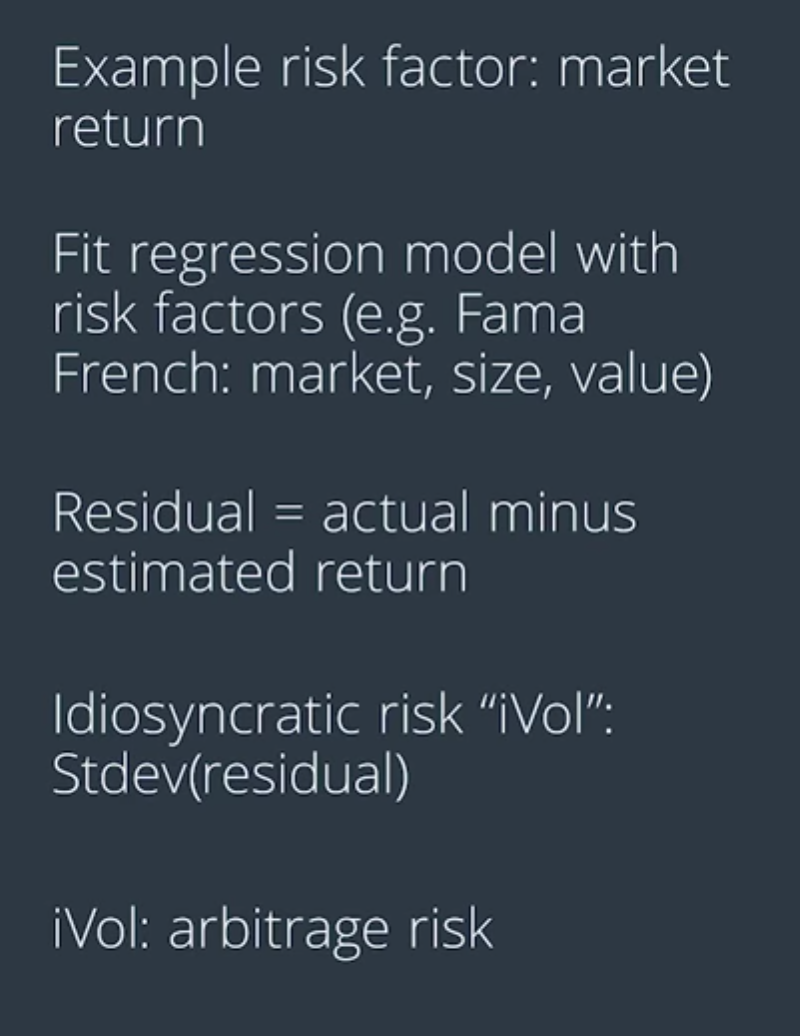 Example risk factor: market
return
Fit regression model with
risk factors (e.g. Fama
French: market, size, value)
Residual = actual minus
estimated return
Idiosyncratic risk “iVol”:
Stdev(residual)
iVol: arbitrage risk